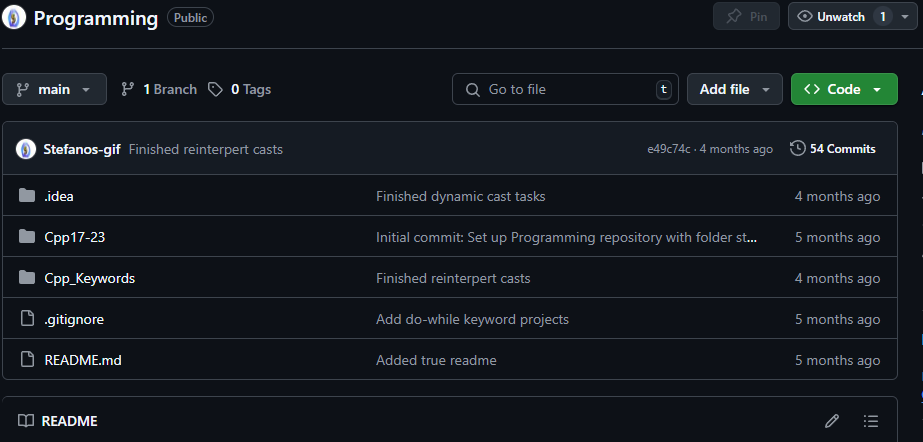 Programming Public Pin Unwatch 1
main 1 Branch 0 Tags Go to file t Add file Code
Stefanos-gif Finished reinterpert casts e49c74c · 4 months ago 54 Commits
.idea Finished dynamic cast tasks 4 months ago
Cpp17-23 Initial commit: Set up Programming repository with folder st... 5 months ago
Cpp_Keywords Finished reinterpert casts 4 months ago
.gitignore Add do-while keyword projects 5 months ago
README.md Added true readme 5 months ago
README